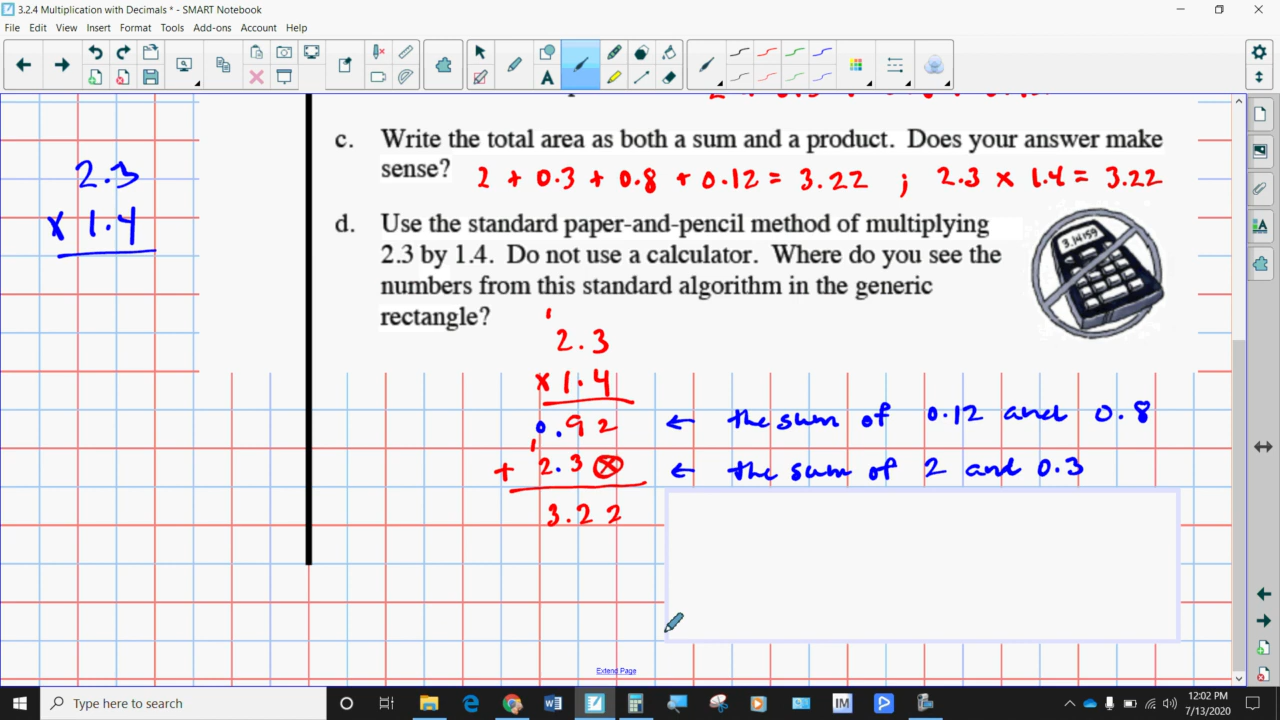 3.2.4 Multiplication with Decimals * - SMART Notebook
File Edit View Insert Format Tools Add-ons Account Help
c. Write the total area as both a sum and a product. Does your answer make
sense? 2 + 0.3 + 0.8 + 0.12 = 3.22 ; 2.3 x 1.4 = 3.22
2.3
x 1.4
d. Use the standard paper-and-pencil method of multiplying
2.3 by 1.4. Do not use a calculator. Where do you see the
numbers from this standard algorithm in the generic
rectangle?
3.14159
1
2.3
x 1.4
0.92 ← the sum of 0.12 and 0.8
1
+ 2.3⊗ ← the sum of 2 and 0.3
3.22
Extend Page
Type here to search
12:02 PM
7/13/2020